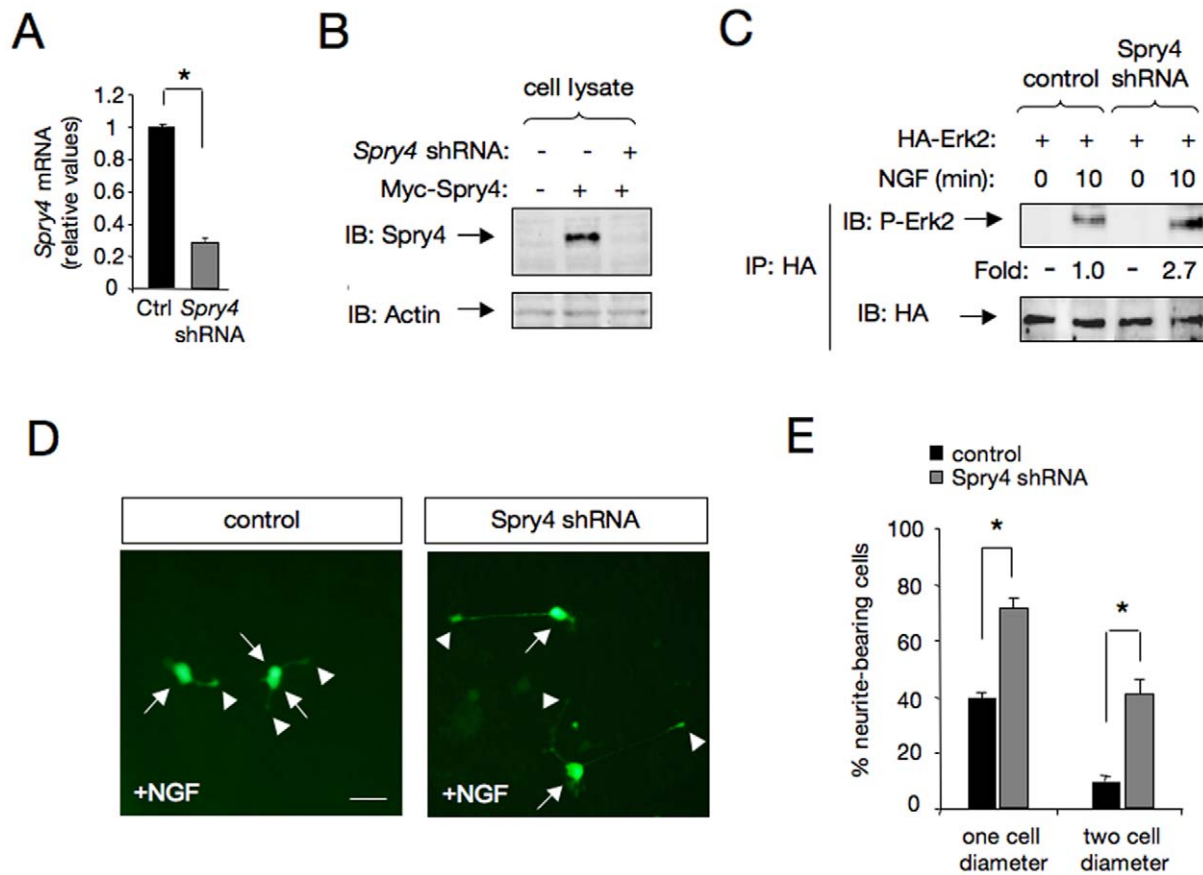 A
*
1.2
1
0.8
0.6
0.4
0.2
0
Spry4 mRNA
(relative values)
Ctrl Spry4
shRNA
B
cell lysate
Spry4 shRNA: - - +
Myc-Spry4: - + +
IB: Spry4
IB: Actin
C
Spry4
control shRNA
HA-Erk2: + + + +
NGF (min): 0 10 0 10
IB: P-Erk2
IP: HA
Fold: - 1.0 - 2.7
IB: HA
D
control
Spry4 shRNA
+NGF
+NGF
E
control
Spry4 shRNA
100
80
60
40
20
0
% neurite-bearing cells
*
*
one cell
diameter
two cell
diameter